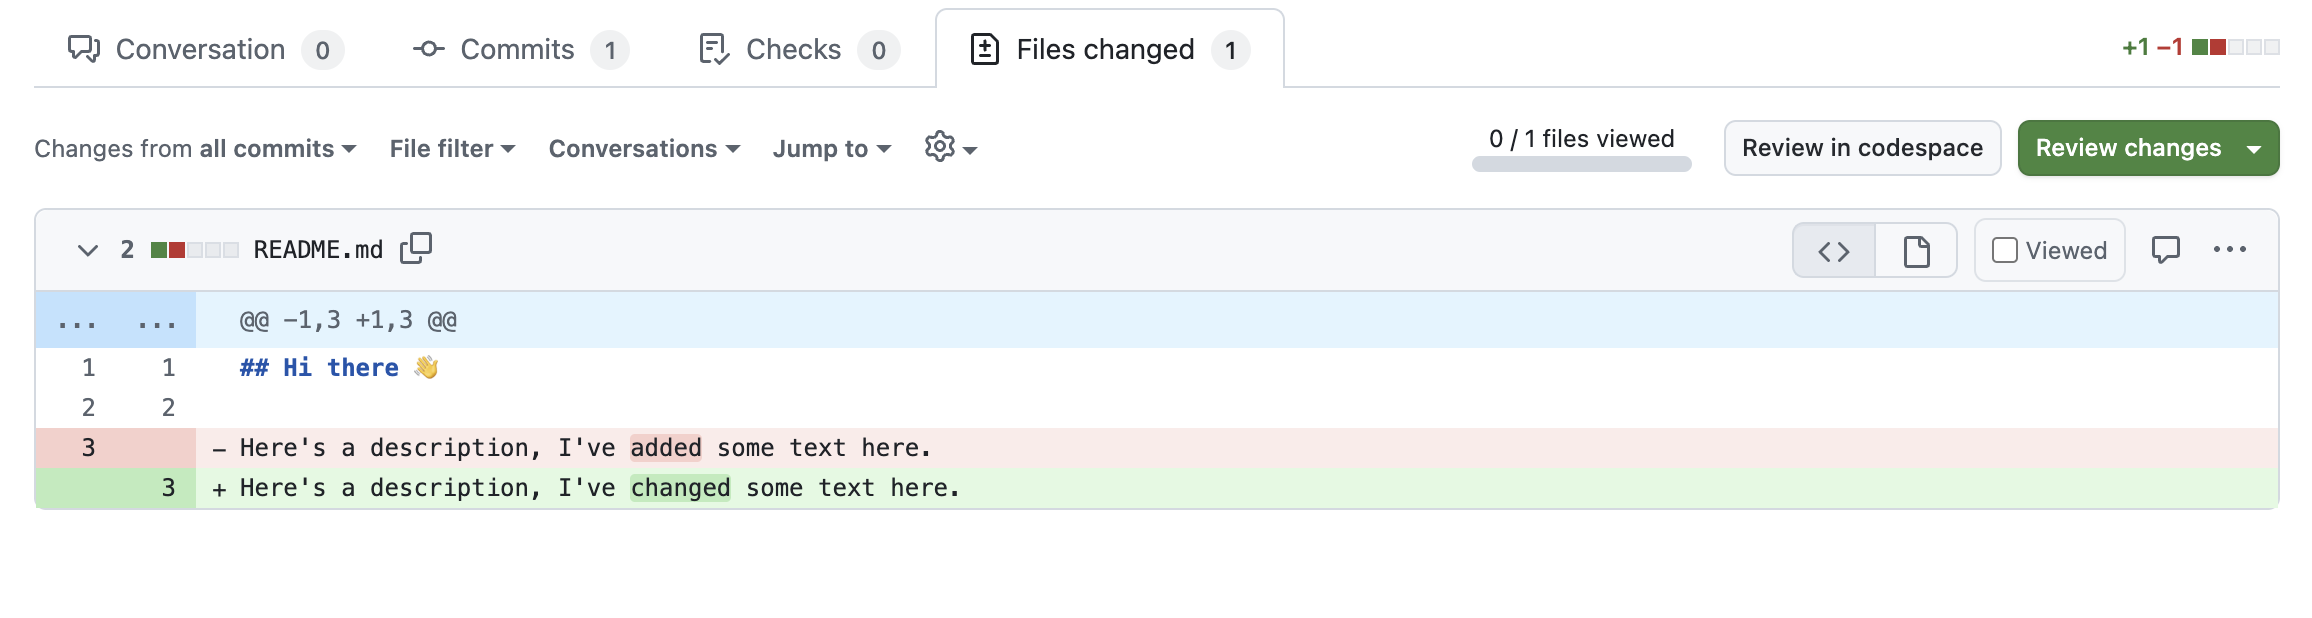 Conversation 0 Commits 1 Checks 0 Files changed 1 +1 −1
Changes from all commits File filter Conversations Jump to 0 / 1 files viewed Review in codespace Review changes
2 README.md Viewed
... ... @@ -1,3 +1,3 @@
1 1 ## Hi there 👋
2 2
3 - Here's a description, I've added some text here.
3 + Here's a description, I've changed some text here.